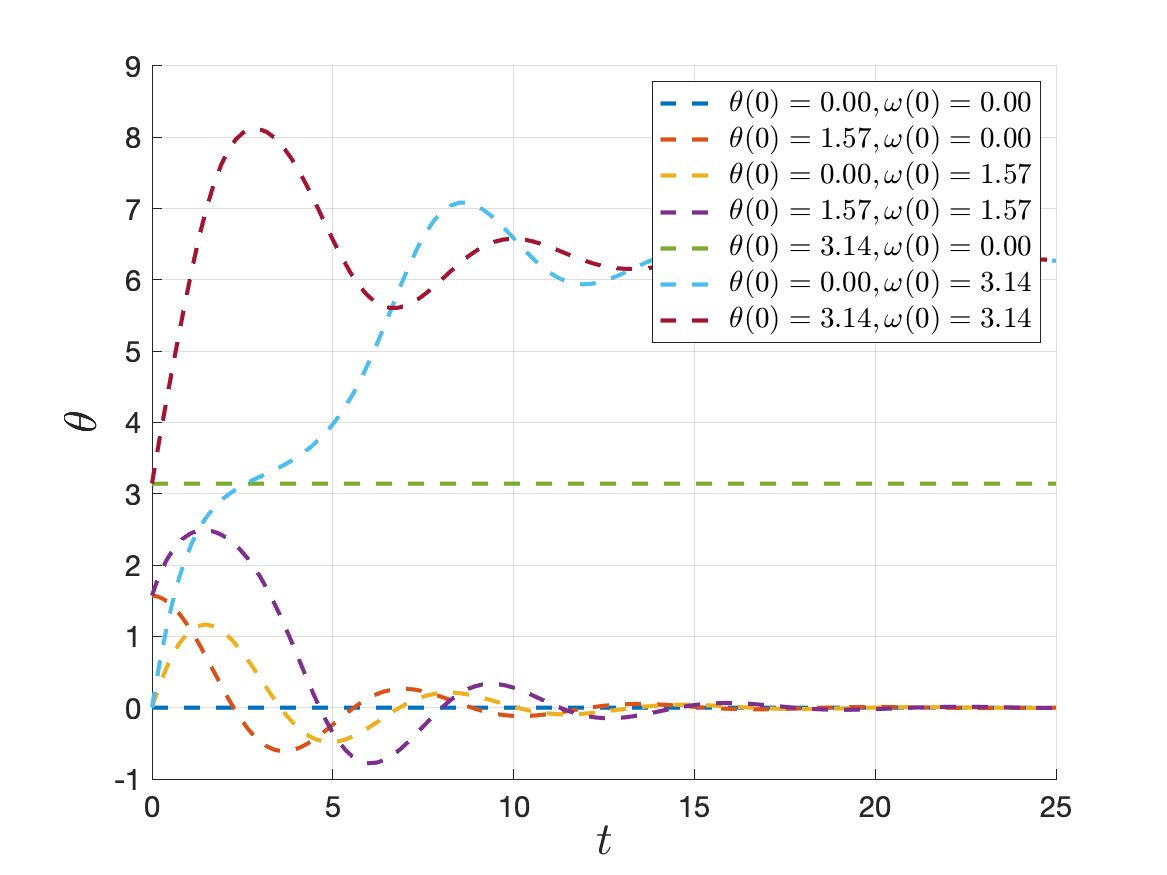 9
8
7
6
5
4
3
2
1
0
-1
θ
θ(0) = 0.00, ω(0) = 0.00
θ(0) = 1.57, ω(0) = 0.00
θ(0) = 0.00, ω(0) = 1.57
θ(0) = 1.57, ω(0) = 1.57
θ(0) = 3.14, ω(0) = 0.00
θ(0) = 0.00, ω(0) = 3.14
θ(0) = 3.14, ω(0) = 3.14
0 5 10 15 20 25
t